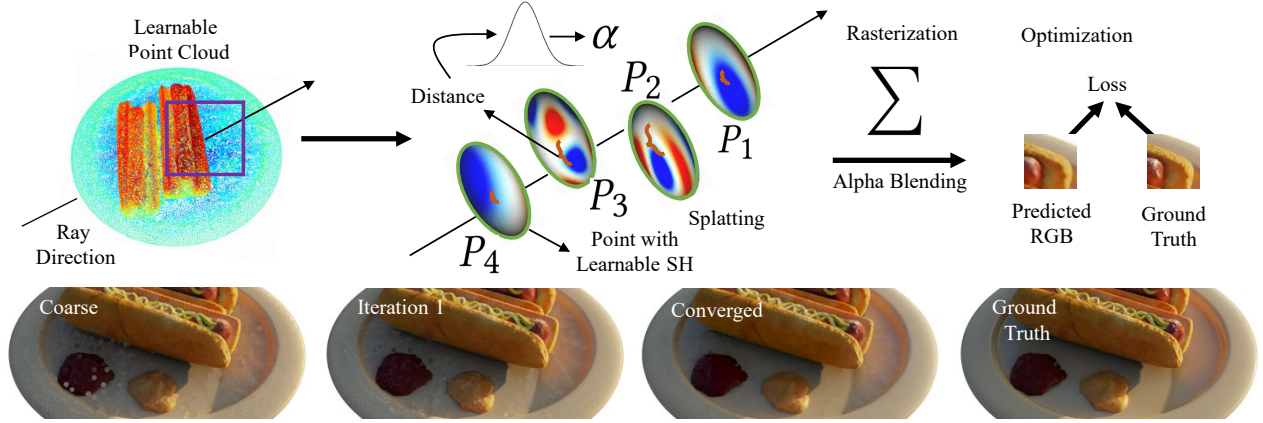 Learnable
Point Cloud
Ray
Direction
Distance
α
P4
P3
P2
P1
Point with
Learnable SH
Splatting
Rasterization
∑
Alpha Blending
Optimization
Loss
Predicted
RGB
Ground
Truth
Coarse
Iteration 1
Converged
Ground
Truth